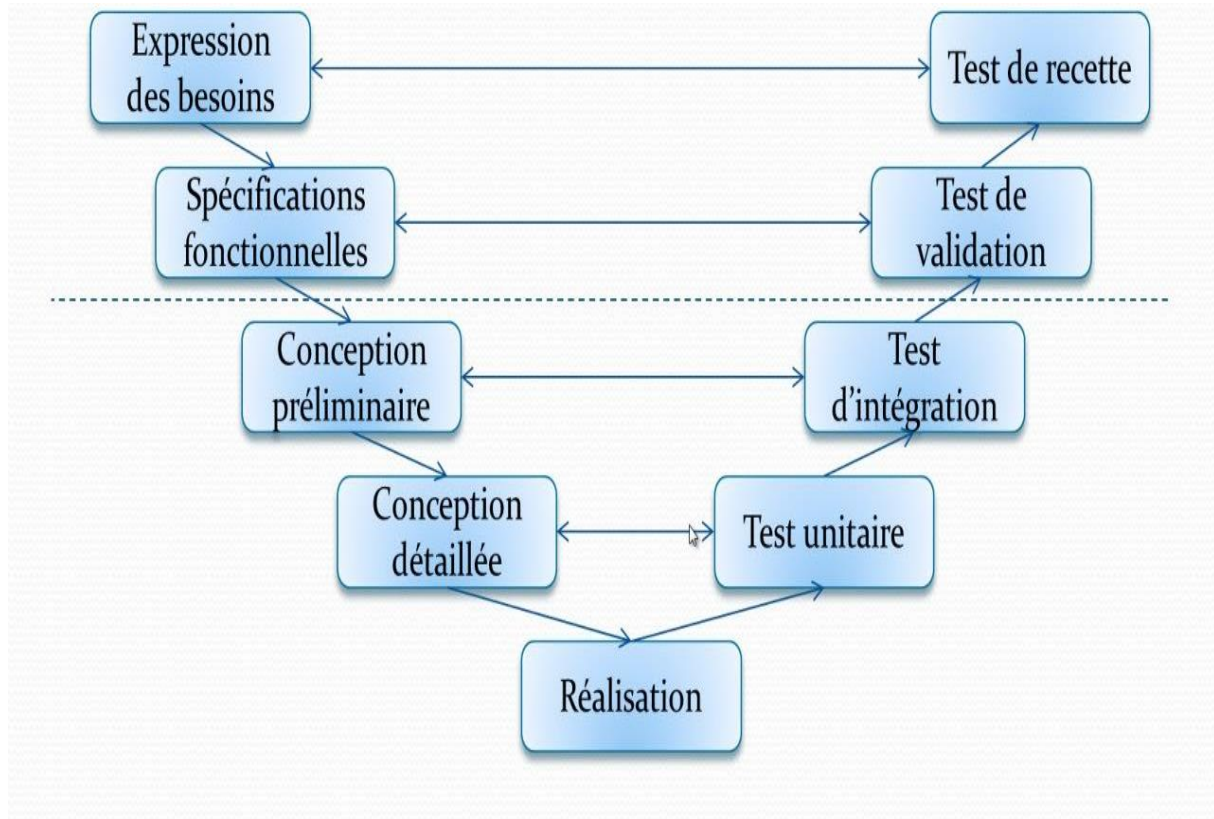 Expression
des besoins
Test de recette
Spécifications
fonctionnelles
Test de
validation
Conception
préliminaire
Test
d'intégration
Conception
détaillée
Test unitaire
Réalisation